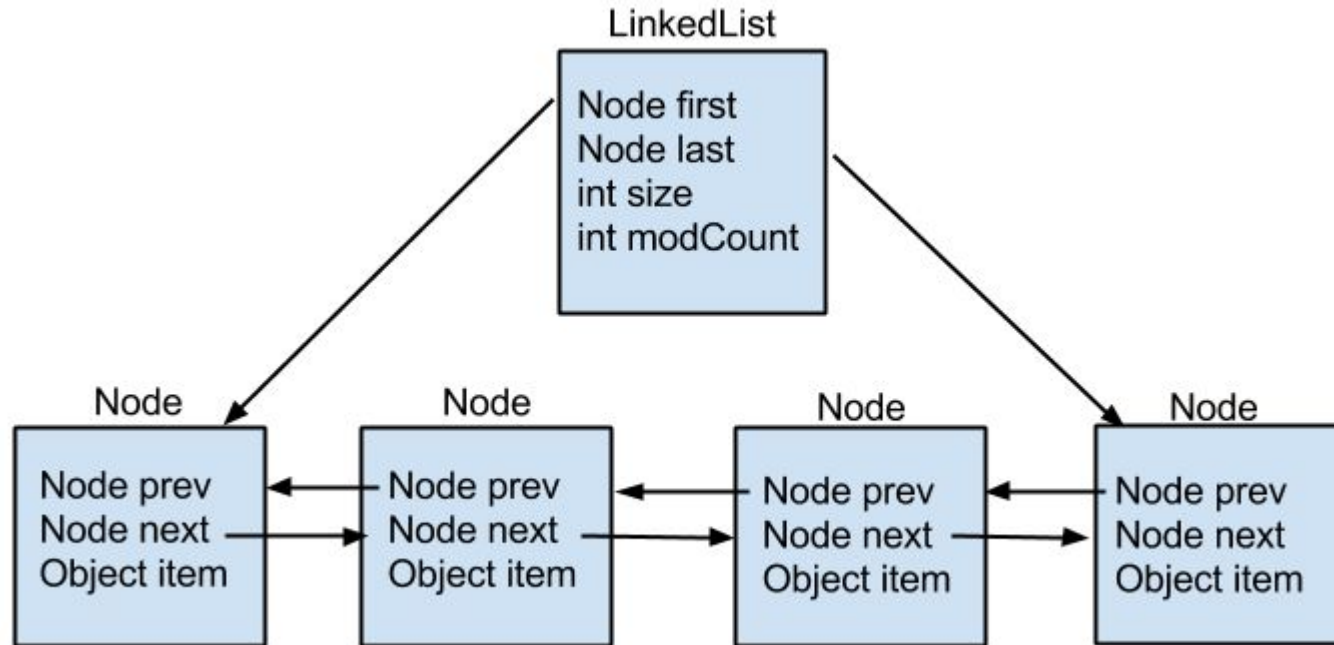 LinkedList
Node first
Node last
int size
int modCount
Node
Node prev
Node next
Object item
Node
Node prev
Node next
Object item
Node
Node prev
Node next
Object item
Node
Node prev
Node next
Object item